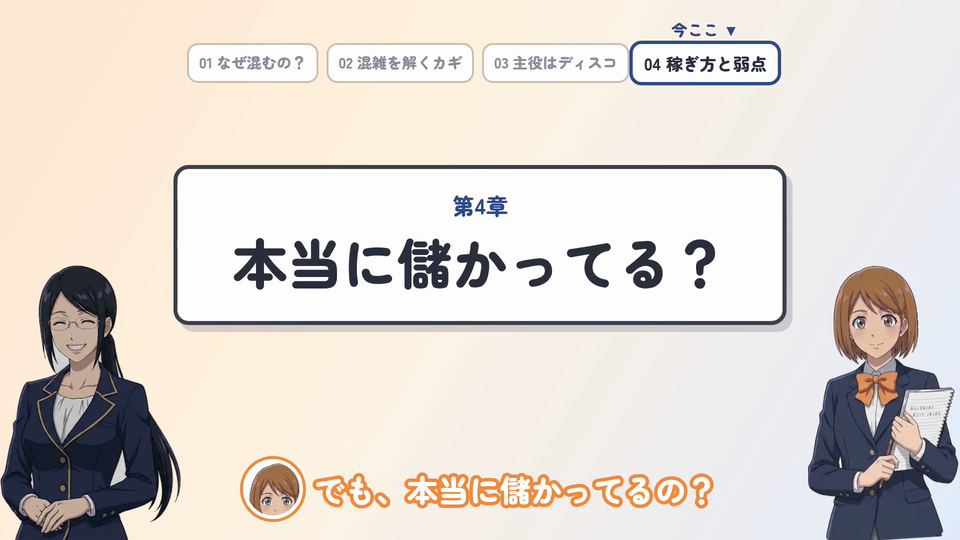 今ここ ▼
01 なぜ混むの？
02 混雑を解くカギ
03 主役はディスコ
04 稼ぎ方と弱点
第4章
本当に儲かってる？
でも、本当に儲かってるの？